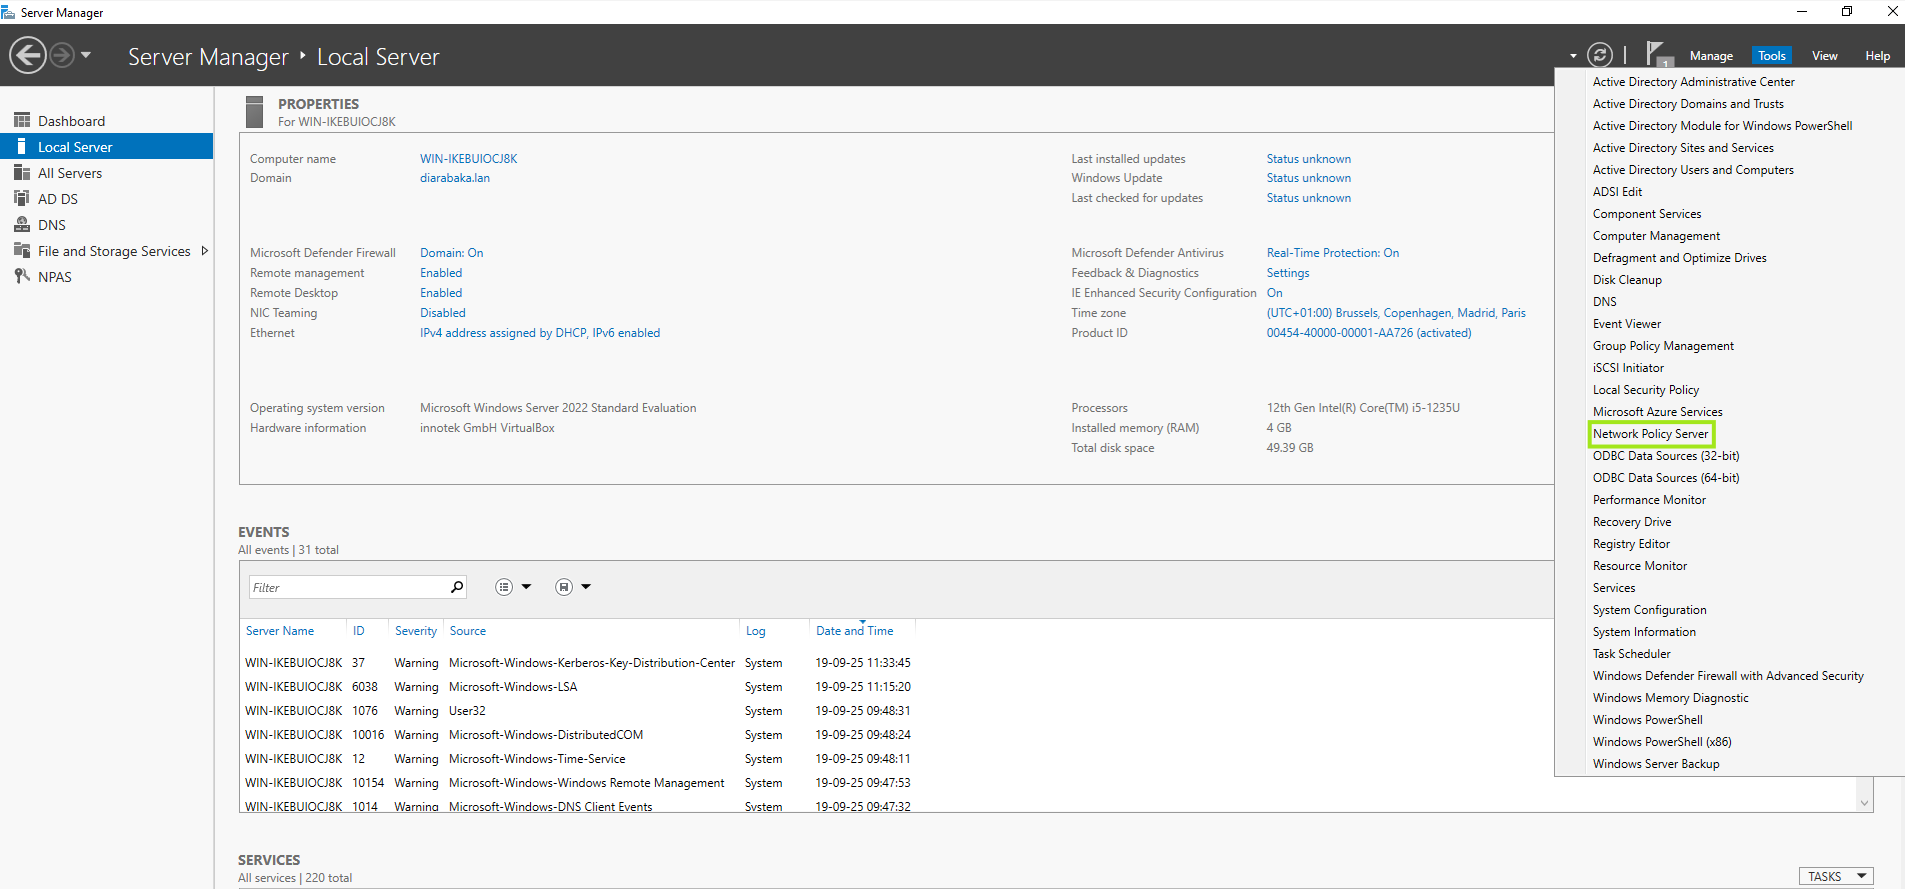 Server Manager
Server Manager ‣ Local Server
1
Manage
Tools
View
Help
Dashboard
Local Server
All Servers
AD DS
DNS
File and Storage Services
NPAS
PROPERTIES
For WIN-IKEBUIOCJ8K
Computer name WIN-IKEBUIOCJ8K
Domain diarabaka.lan
Last installed updates Status unknown
Windows Update Status unknown
Last checked for updates Status unknown
Microsoft Defender Firewall Domain: On
Remote management Enabled
Remote Desktop Enabled
NIC Teaming Disabled
Ethernet IPv4 address assigned by DHCP, IPv6 enabled
Microsoft Defender Antivirus Real-Time Protection: On
Feedback & Diagnostics Settings
IE Enhanced Security Configuration On
Time zone (UTC+01:00) Brussels, Copenhagen, Madrid, Paris
Product ID 00454-40000-00001-AA726 (activated)
Operating system version Microsoft Windows Server 2022 Standard Evaluation
Hardware information innotek GmbH VirtualBox
Processors 12th Gen Intel(R) Core(TM) i5-1235U
Installed memory (RAM) 4 GB
Total disk space 49.39 GB
EVENTS
All events | 31 total
Filter
Server Name ID Severity Source Log Date and Time
WIN-IKEBUIOCJ8K 37 Warning Microsoft-Windows-Kerberos-Key-Distribution-Center System 19-09-25 11:33:45
WIN-IKEBUIOCJ8K 6038 Warning Microsoft-Windows-LSA System 19-09-25 11:15:20
WIN-IKEBUIOCJ8K 1076 Warning User32 System 19-09-25 09:48:31
WIN-IKEBUIOCJ8K 10016 Warning Microsoft-Windows-DistributedCOM System 19-09-25 09:48:24
WIN-IKEBUIOCJ8K 12 Warning Microsoft-Windows-Time-Service System 19-09-25 09:48:11
WIN-IKEBUIOCJ8K 10154 Warning Microsoft-Windows-Windows Remote Management System 19-09-25 09:47:53
WIN-IKEBUIOCJ8K 1014 Warning Microsoft-Windows-DNS Client Events System 19-09-25 09:47:32
SERVICES
All services | 220 total
TASKS
Active Directory Administrative Center
Active Directory Domains and Trusts
Active Directory Module for Windows PowerShell
Active Directory Sites and Services
Active Directory Users and Computers
ADSI Edit
Component Services
Computer Management
Defragment and Optimize Drives
Disk Cleanup
DNS
Event Viewer
Group Policy Management
iSCSI Initiator
Local Security Policy
Microsoft Azure Services
Network Policy Server
ODBC Data Sources (32-bit)
ODBC Data Sources (64-bit)
Performance Monitor
Recovery Drive
Registry Editor
Resource Monitor
Services
System Configuration
System Information
Task Scheduler
Windows Defender Firewall with Advanced Security
Windows Memory Diagnostic
Windows PowerShell
Windows PowerShell (x86)
Windows Server Backup